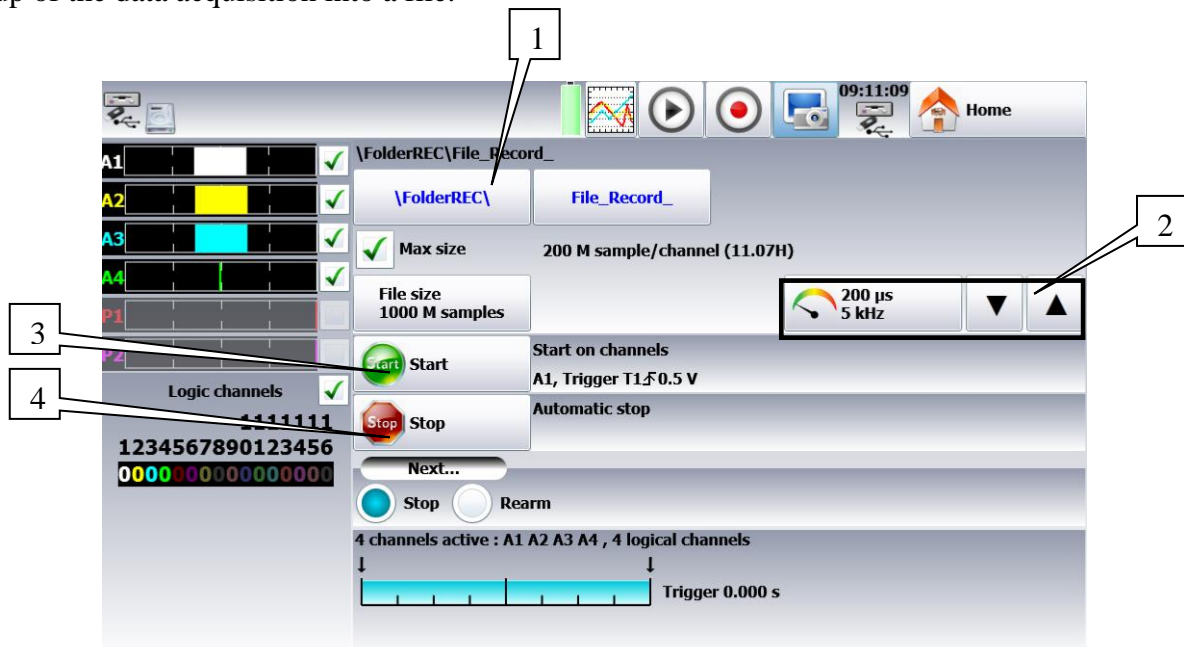 up of the data acquisition into a file.
1
09:11:09
Home
A1
\FolderREC\File_Record_
A2
\FolderREC\
File_Record_
2
A3
Max size
200 M sample/channel (11.07H)
A4
File size
1000 M samples
200 µs
5 kHz
P1
3
P2
Start
Start
Start on channels
A1, Trigger T1 0.5 V
Logic channels
4
Stop
Stop
Automatic stop
1111111
1234567890123456
0000000000000000
Next...
Stop
Rearm
4 channels active : A1 A2 A3 A4 , 4 logical channels
Trigger 0.000 s